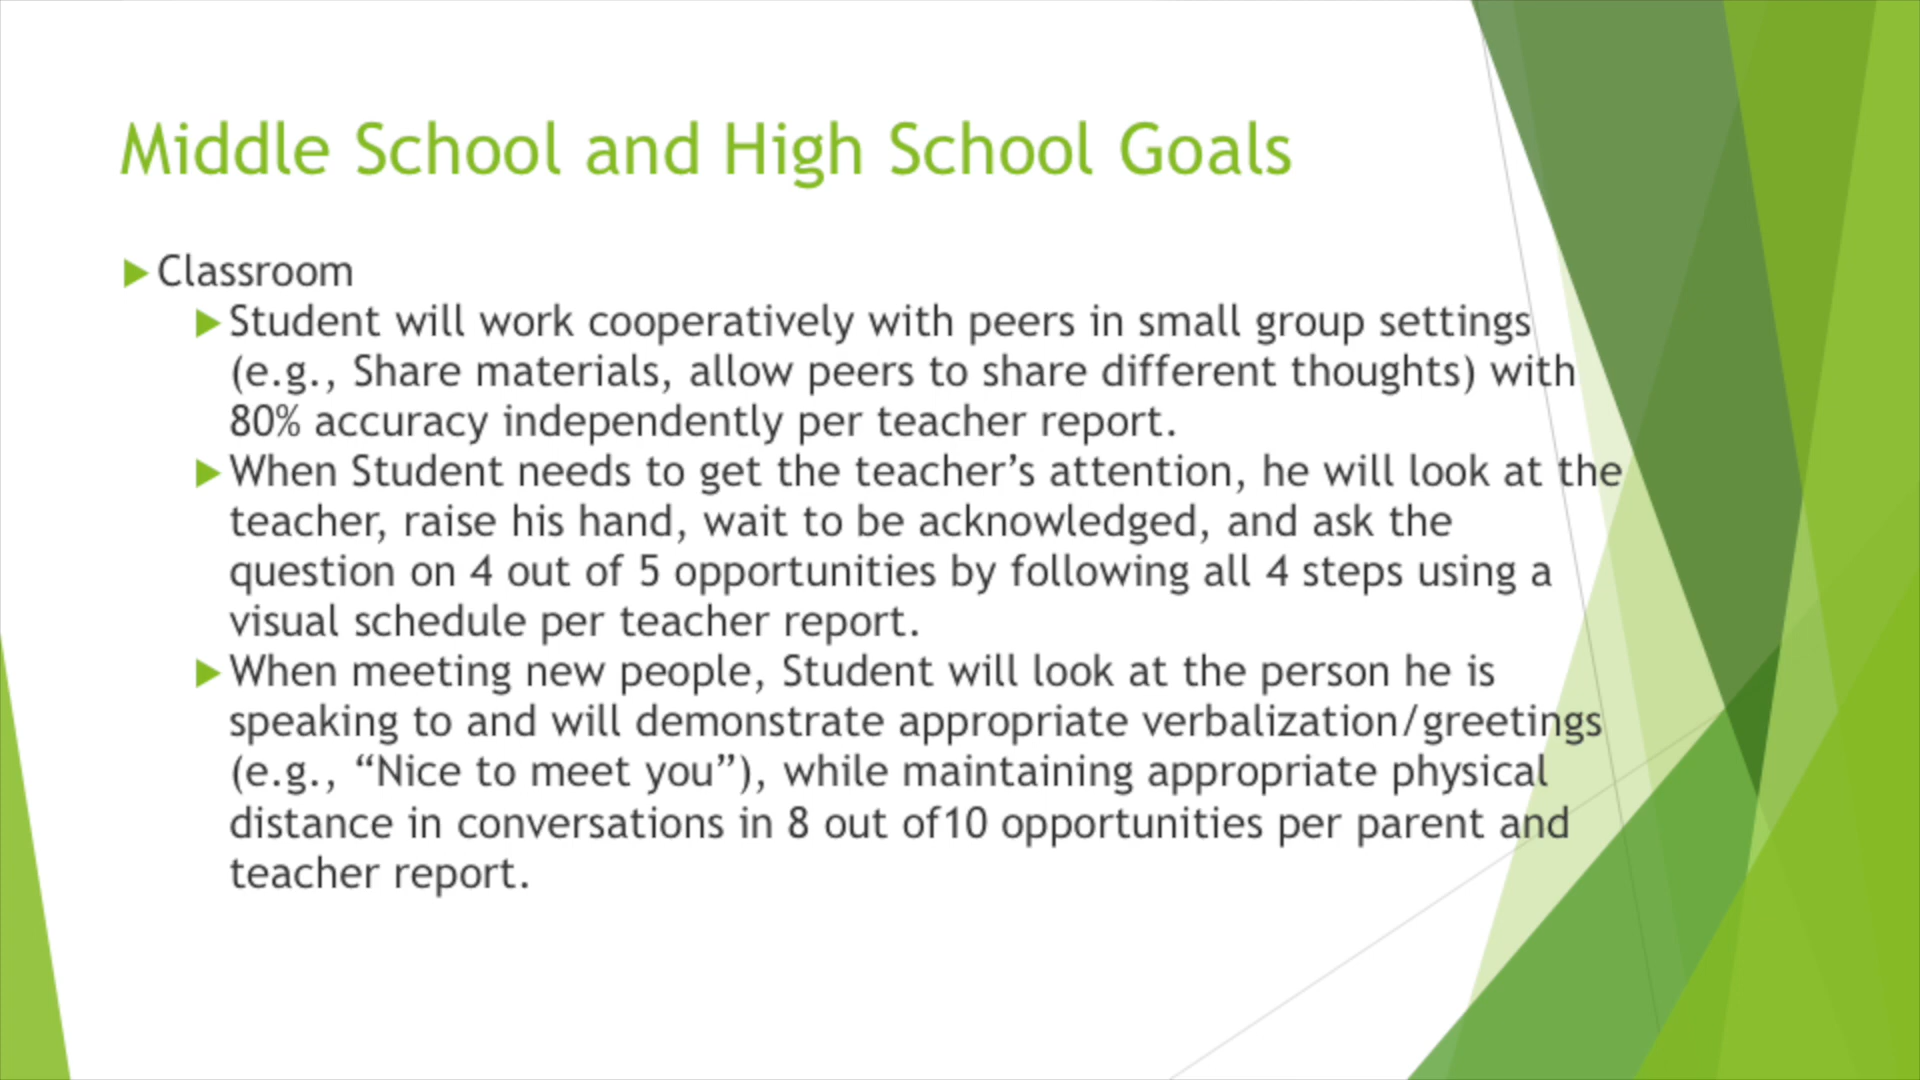 Middle School and High School Goals
Classroom
Student will work cooperatively with peers in small group settings
(e.g., Share materials, allow peers to share different thoughts) with
80% accuracy independently per teacher report.
When Student needs to get the teacher’s attention, he will look at the
teacher, raise his hand, wait to be acknowledged, and ask the
question on 4 out of 5 opportunities by following all 4 steps using a
visual schedule per teacher report.
When meeting new people, Student will look at the person he is
speaking to and will demonstrate appropriate verbalization/greetings
(e.g., “Nice to meet you”), while maintaining appropriate physical
distance in conversations in 8 out of10 opportunities per parent and
teacher report.